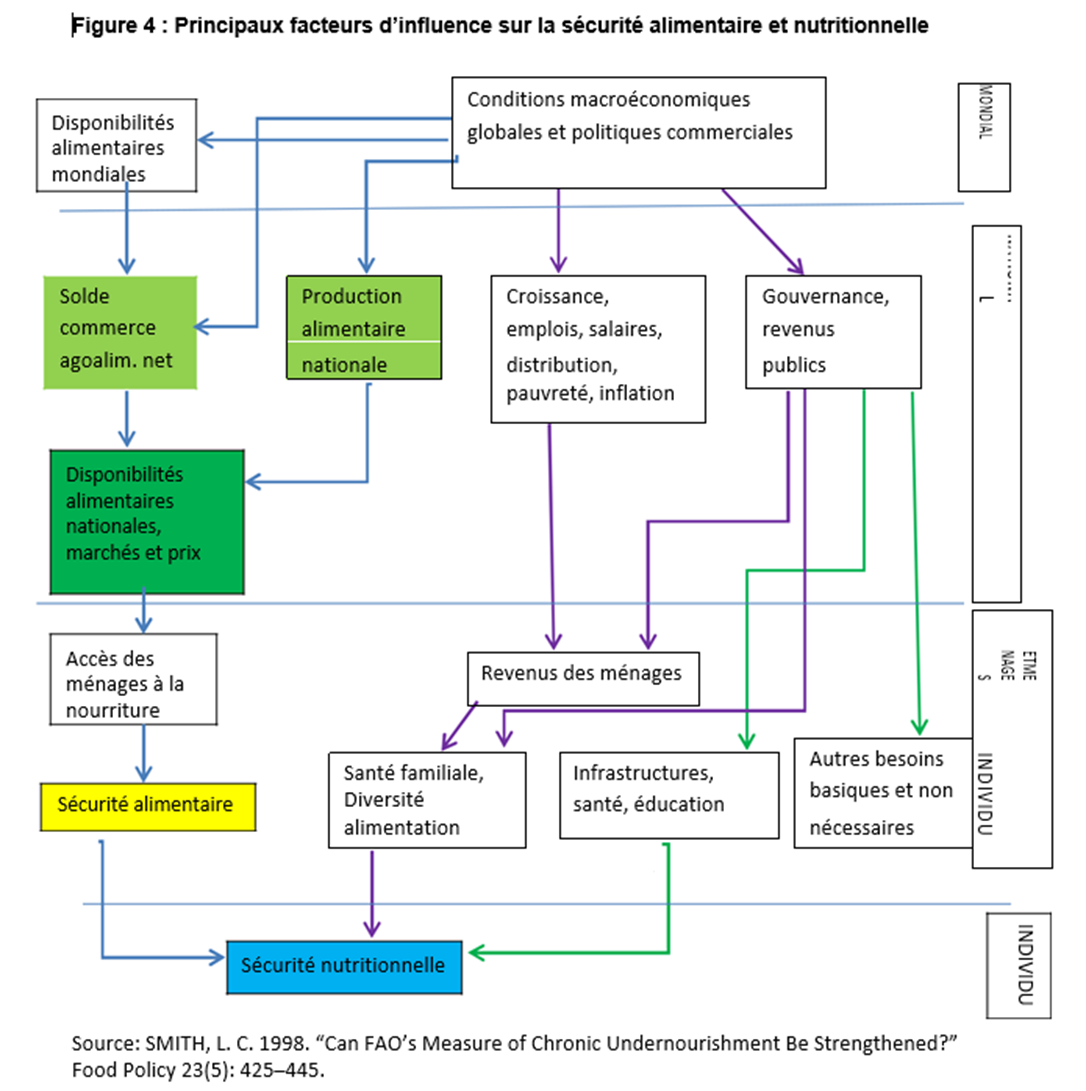 Figure 4 : Principaux facteurs d’influence sur la sécurité alimentaire et nutritionnelle
Conditions macroéconomiques
globales et politiques commerciales
Disponibilités
alimentaires
mondiales
MONDIAL
Solde
commerce
agoalim. net
Production
alimentaire
nationale
Croissance,
emplois, salaires,
distribution,
pauvreté, inflation
Gouvernance,
revenus
publics
L
Disponibilités
alimentaires
nationales,
marchés et prix
Accès des
ménages à la
nourriture
Revenus des ménages
ETME
NAGE
S
INDIVIDU
Sécurité alimentaire
Santé familiale,
Diversité
alimentation
Infrastructures,
santé, éducation
Autres besoins
basiques et non
nécessaires
Sécurité nutritionnelle
INDIVIDU
Source: SMITH, L. C. 1998. “Can FAO’s Measure of Chronic Undernourishment Be Strengthened?”
Food Policy 23(5): 425–445.